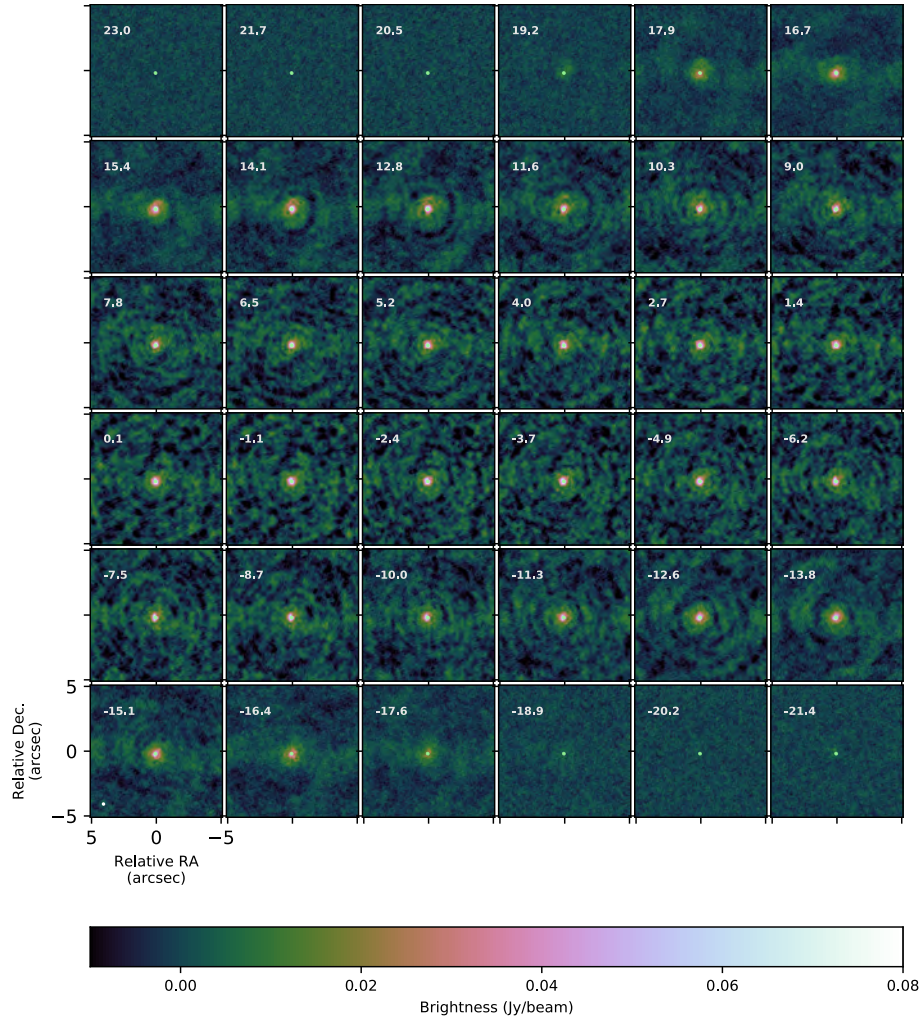 23.0 21.7 20.5 19.2 17.9 16.7
15.4 14.1 12.8 11.6 10.3 9.0
7.8 6.5 5.2 4.0 2.7 1.4
0.1 -1.1 -2.4 -3.7 -4.9 -6.2
-7.5 -8.7 -10.0 -11.3 -12.6 -13.8
-15.1 -16.4 -17.6 -18.9 -20.2 -21.4
5
0
−5
Relative Dec.
(arcsec)
5 0 −5
Relative RA
(arcsec)
0.00 0.02 0.04 0.06 0.08
Brightness (Jy/beam)